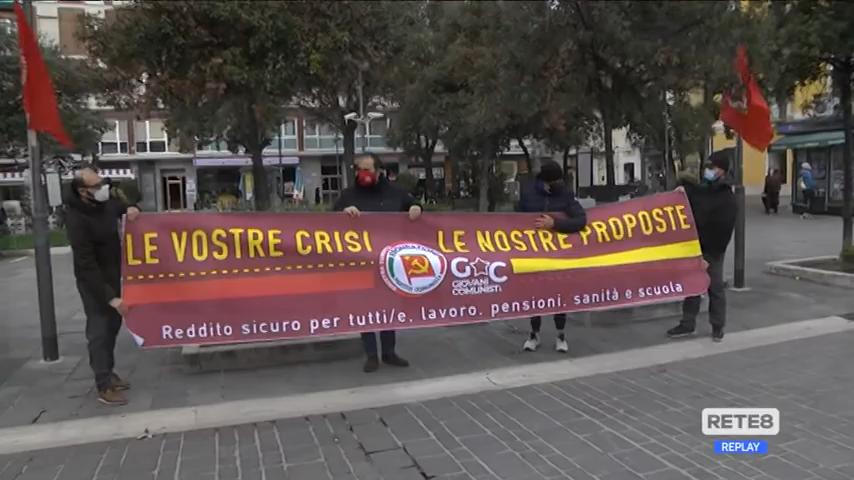 LE VOSTRE CRISI LE NOSTRE PROPOSTE
RIFONDAZIONE
GC
GIOVANI
COMUNISTI
Reddito sicuro per tutti/e, lavoro, pensioni, sanità e scuola
RETE8
REPLAY